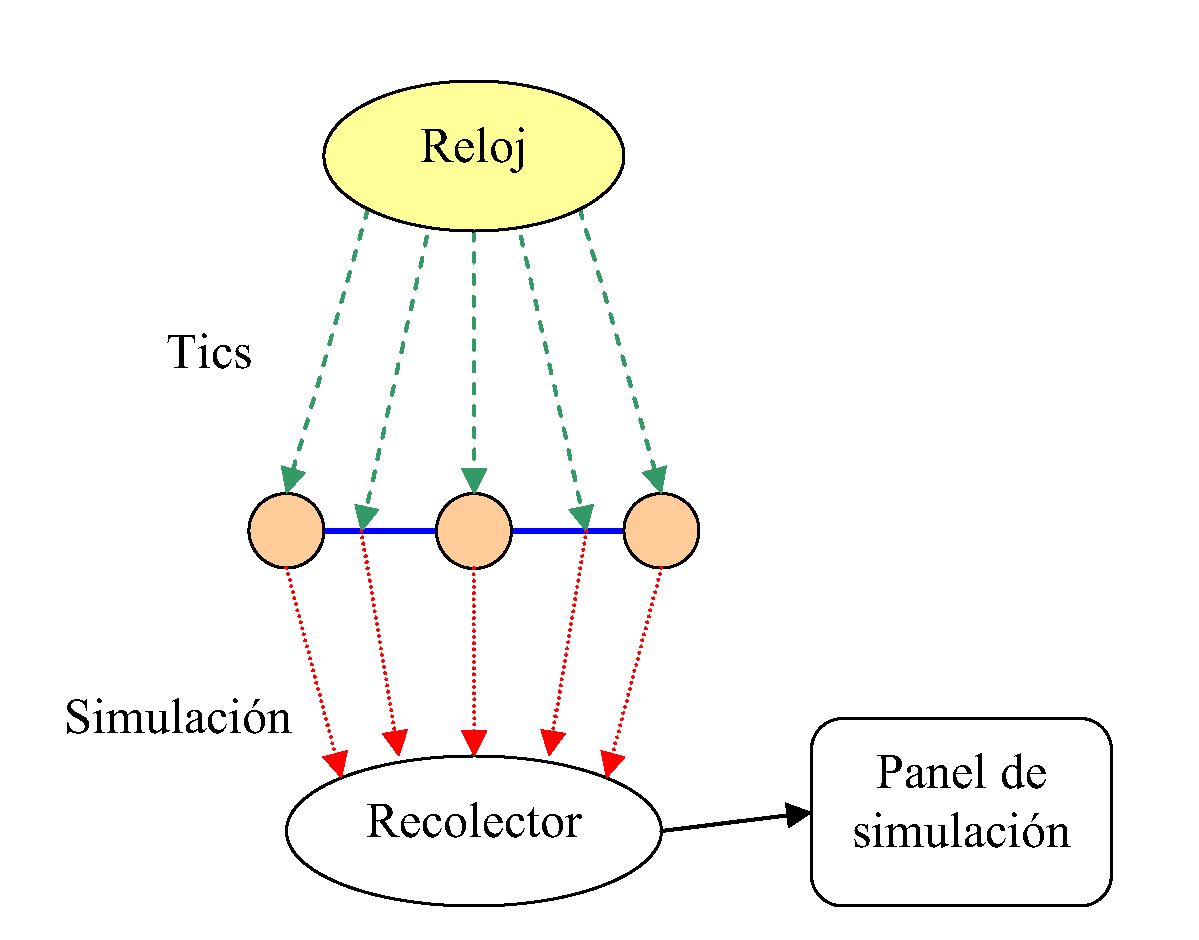 Reloj
Tics
Simulación
Recolector
Panel de
simulación